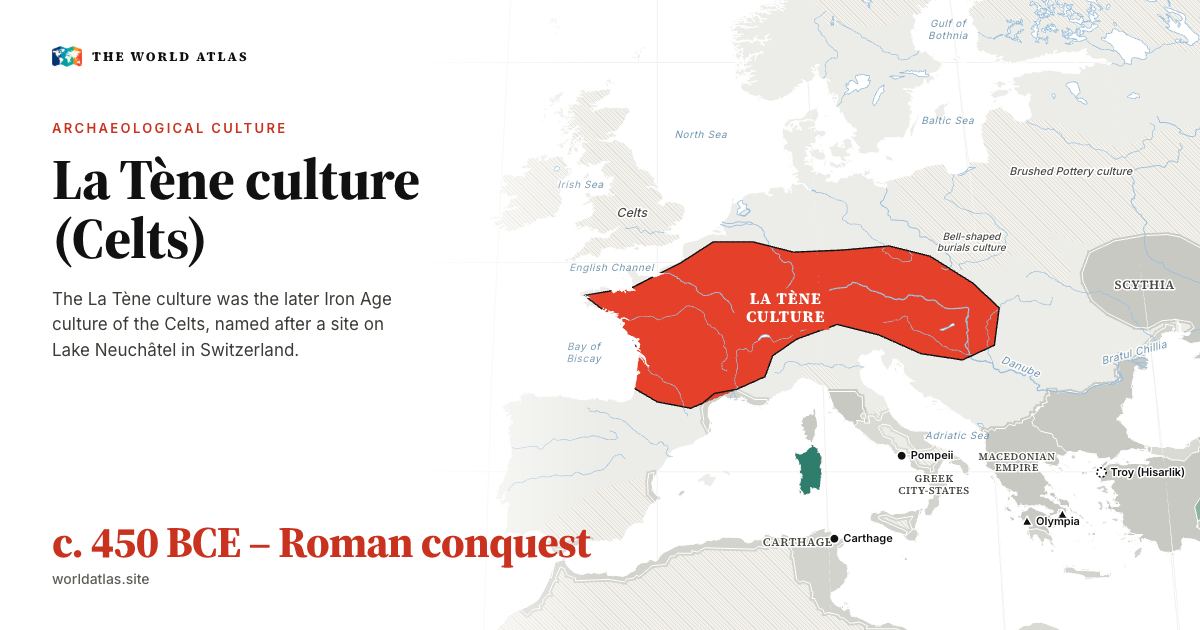 THE WORLD ATLAS
ARCHAEOLOGICAL CULTURE
La Tène culture
(Celts)
The La Tène culture was the later Iron Age
culture of the Celts, named after a site on
Lake Neuchâtel in Switzerland.
c. 450 BCE – Roman conquest
worldatlas.site
Gulf of
Bothnia
North Sea
Baltic Sea
Brushed Pottery culture
Irish Sea
Celts
Bell-shaped
burials culture
English Channel
SCYTHIA
LA TÈNE
CULTURE
Bay of
Biscay
Danube
Bratul Chillia
Adriatic Sea
Pompeii
MACEDONIAN
EMPIRE
Troy (Hisarlik)
GREEK
CITY-STATES
Olympia
CARTHAGE
Carthage